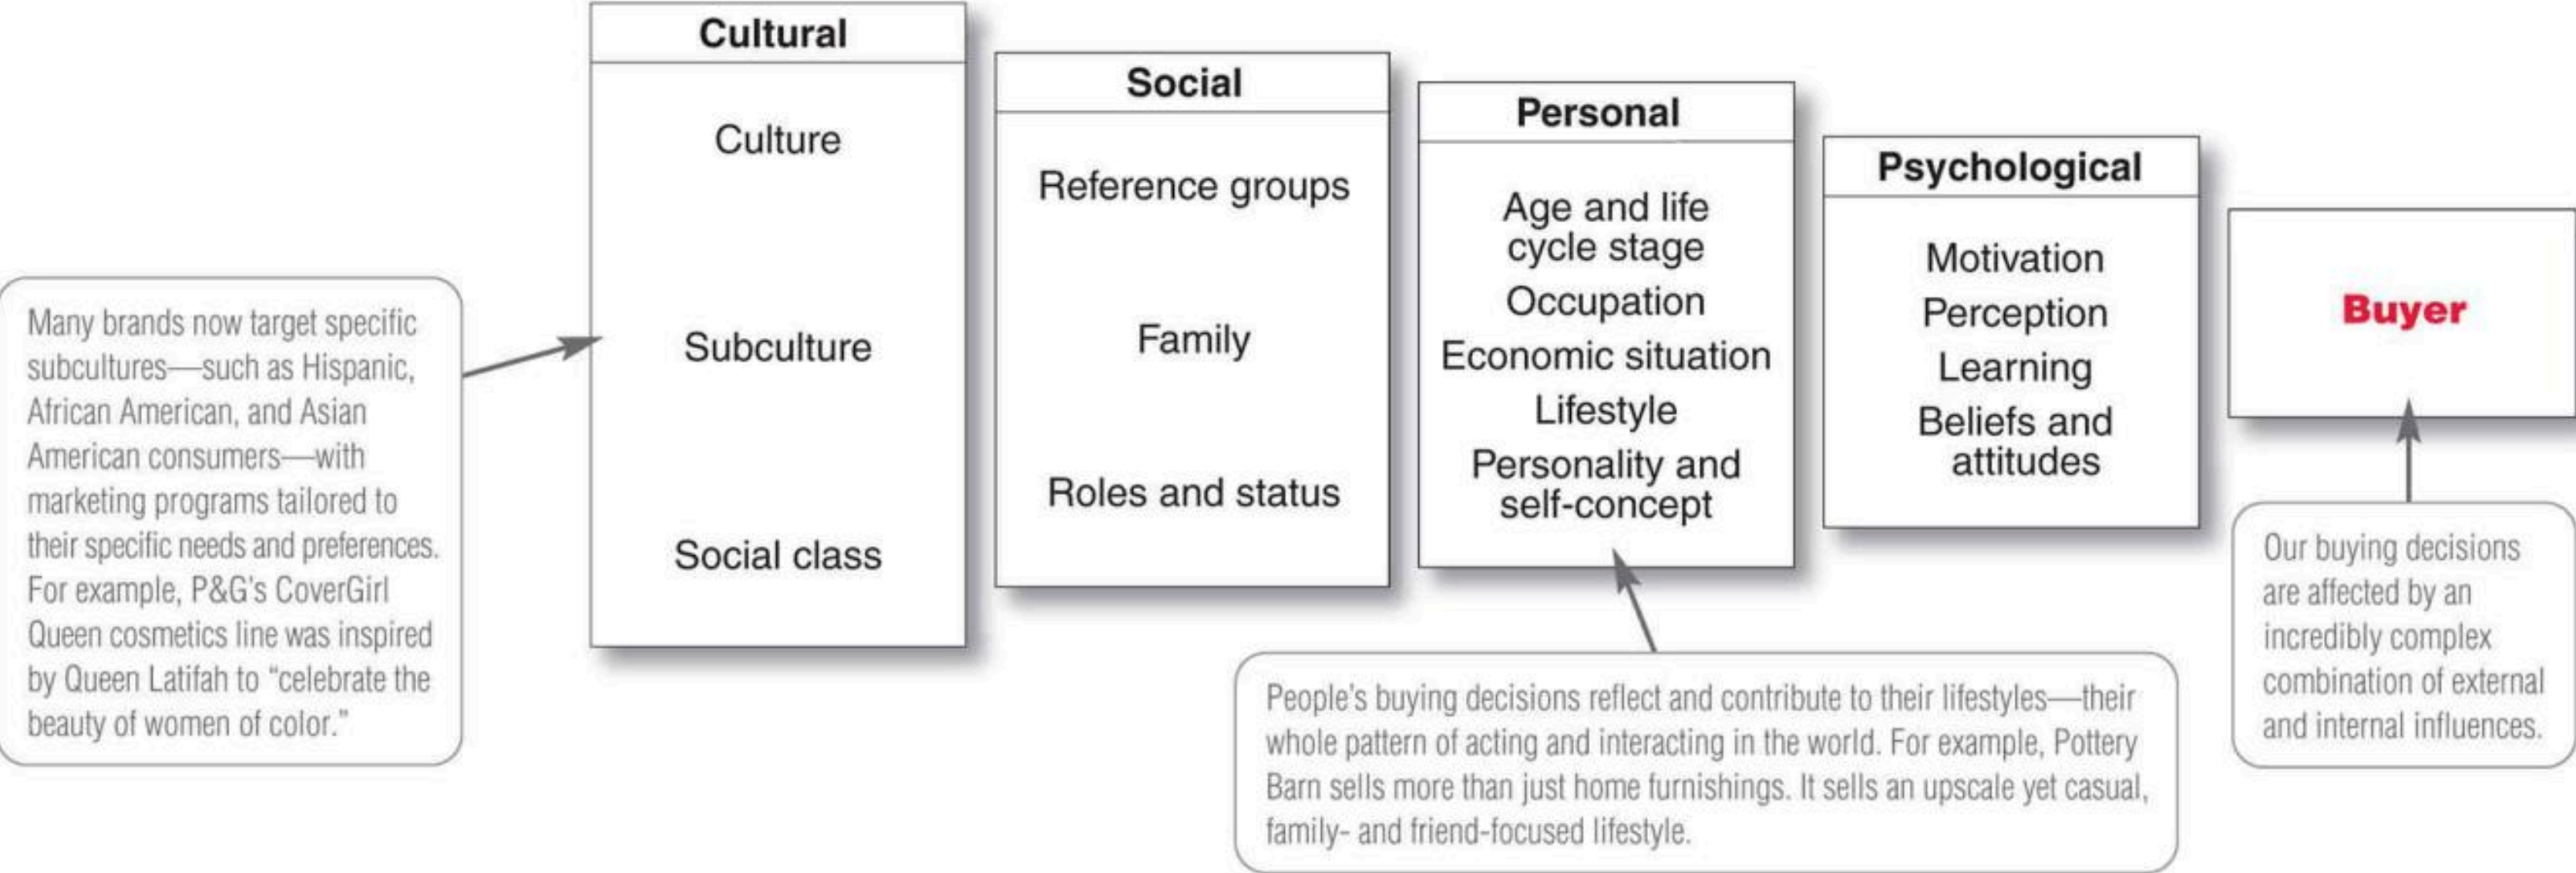 Cultural
Culture
Subculture
Social class
Social
Reference groups
Family
Roles and status
Personal
Age and life
cycle stage
Occupation
Economic situation
Lifestyle
Personality and
self-concept
Psychological
Motivation
Perception
Learning
Beliefs and
attitudes
Buyer
Many brands now target specific
subcultures—such as Hispanic,
African American, and Asian
American consumers—with
marketing programs tailored to
their specific needs and preferences.
For example, P&G's CoverGirl
Queen cosmetics line was inspired
by Queen Latifah to “celebrate the
beauty of women of color.”
People's buying decisions reflect and contribute to their lifestyles—their
whole pattern of acting and interacting in the world. For example, Pottery
Barn sells more than just home furnishings. It sells an upscale yet casual,
family- and friend-focused lifestyle.
Our buying decisions
are affected by an
incredibly complex
combination of external
and internal influences.